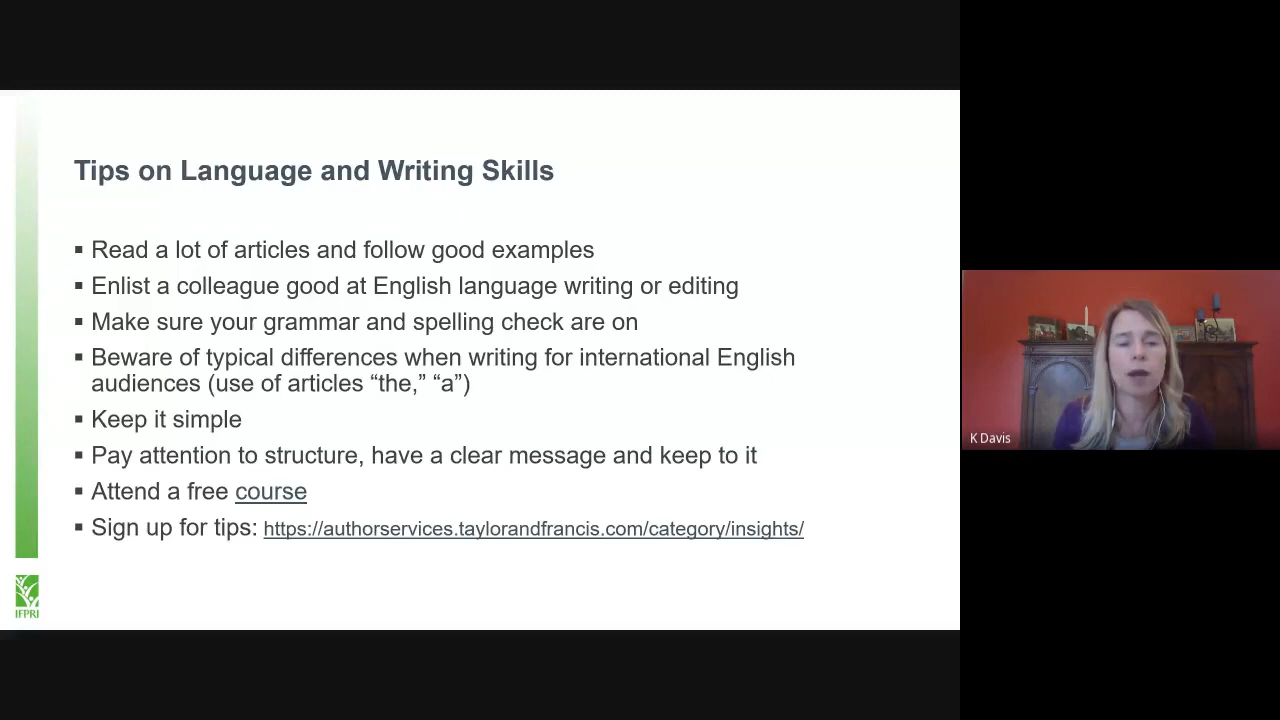 Tips on Language and Writing Skills
▪ Read a lot of articles and follow good examples
▪ Enlist a colleague good at English language writing or editing
▪ Make sure your grammar and spelling check are on
▪ Beware of typical differences when writing for international English
audiences (use of articles “the,” “a”)
▪ Keep it simple
▪ Pay attention to structure, have a clear message and keep to it
▪ Attend a free course
▪ Sign up for tips: https://authorservices.taylorandfrancis.com/category/insights/
IFPRI
K Davis